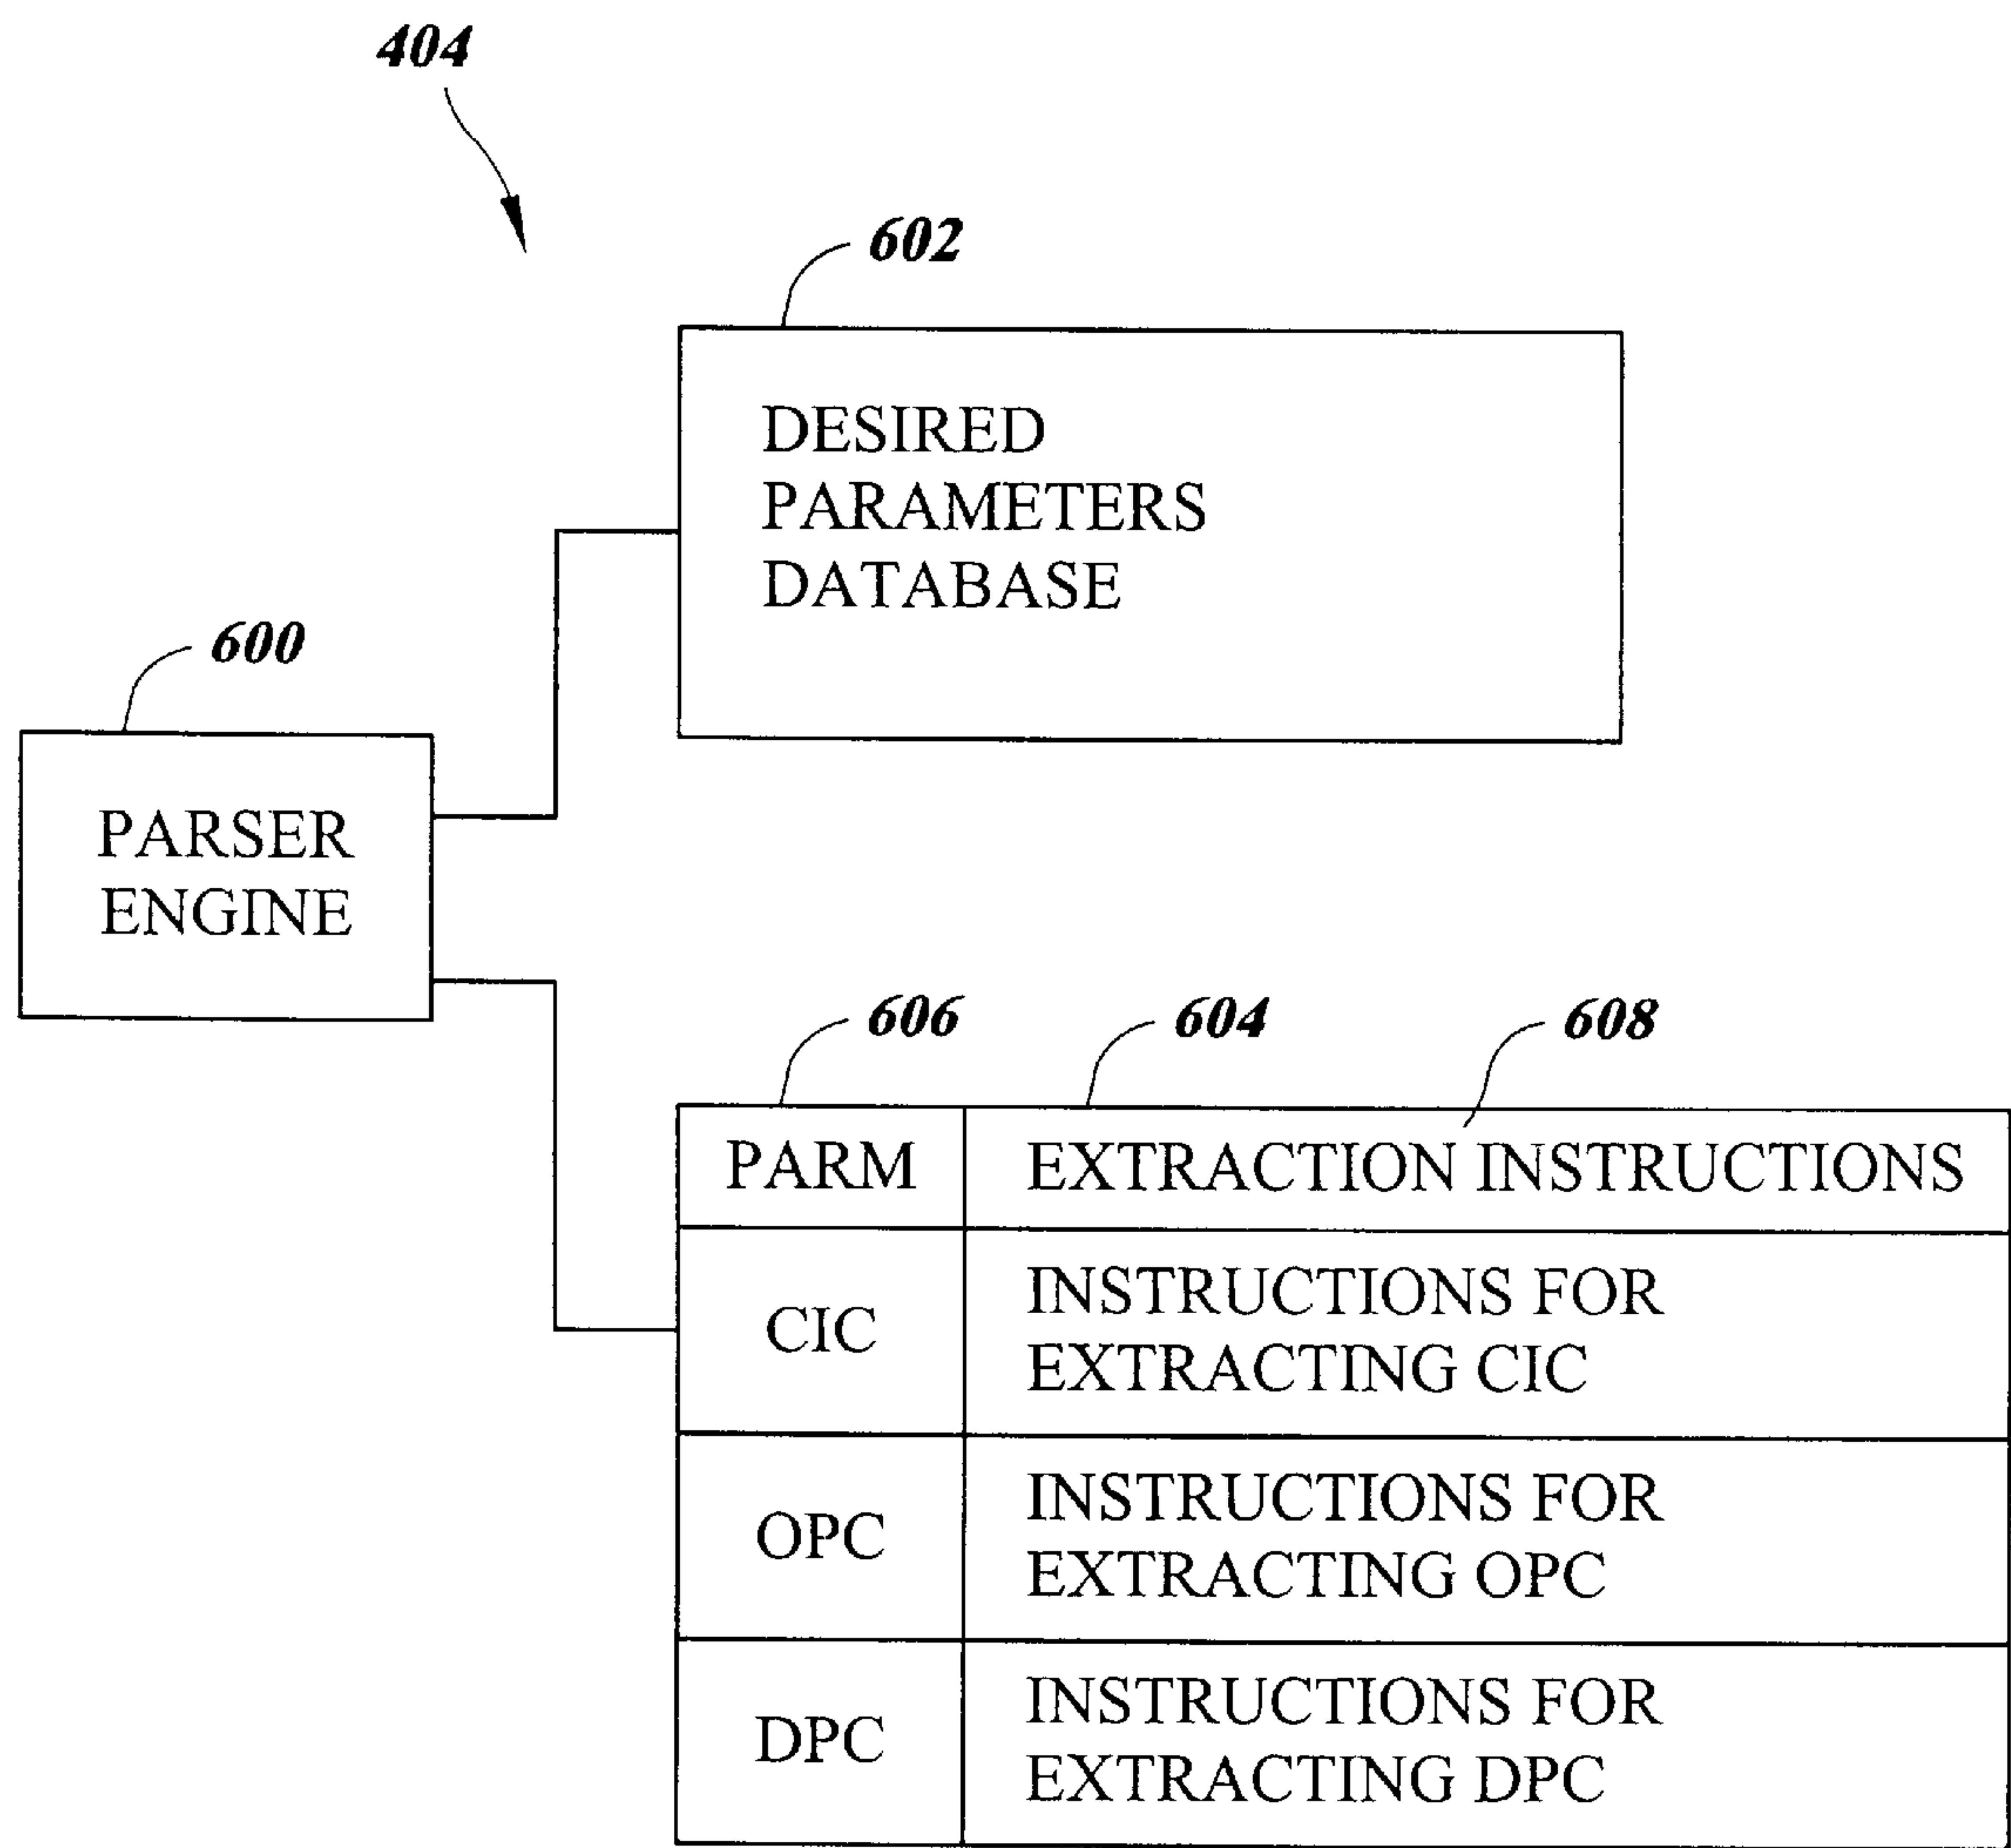 404
602
DESIRED
PARAMETERS
DATABASE
600
PARSER
ENGINE
606
604
608
PARM
EXTRACTION INSTRUCTIONS
CIC
INSTRUCTIONS FOR
EXTRACTING CIC
OPC
INSTRUCTIONS FOR
EXTRACTING OPC
DPC
INSTRUCTIONS FOR
EXTRACTING DPC